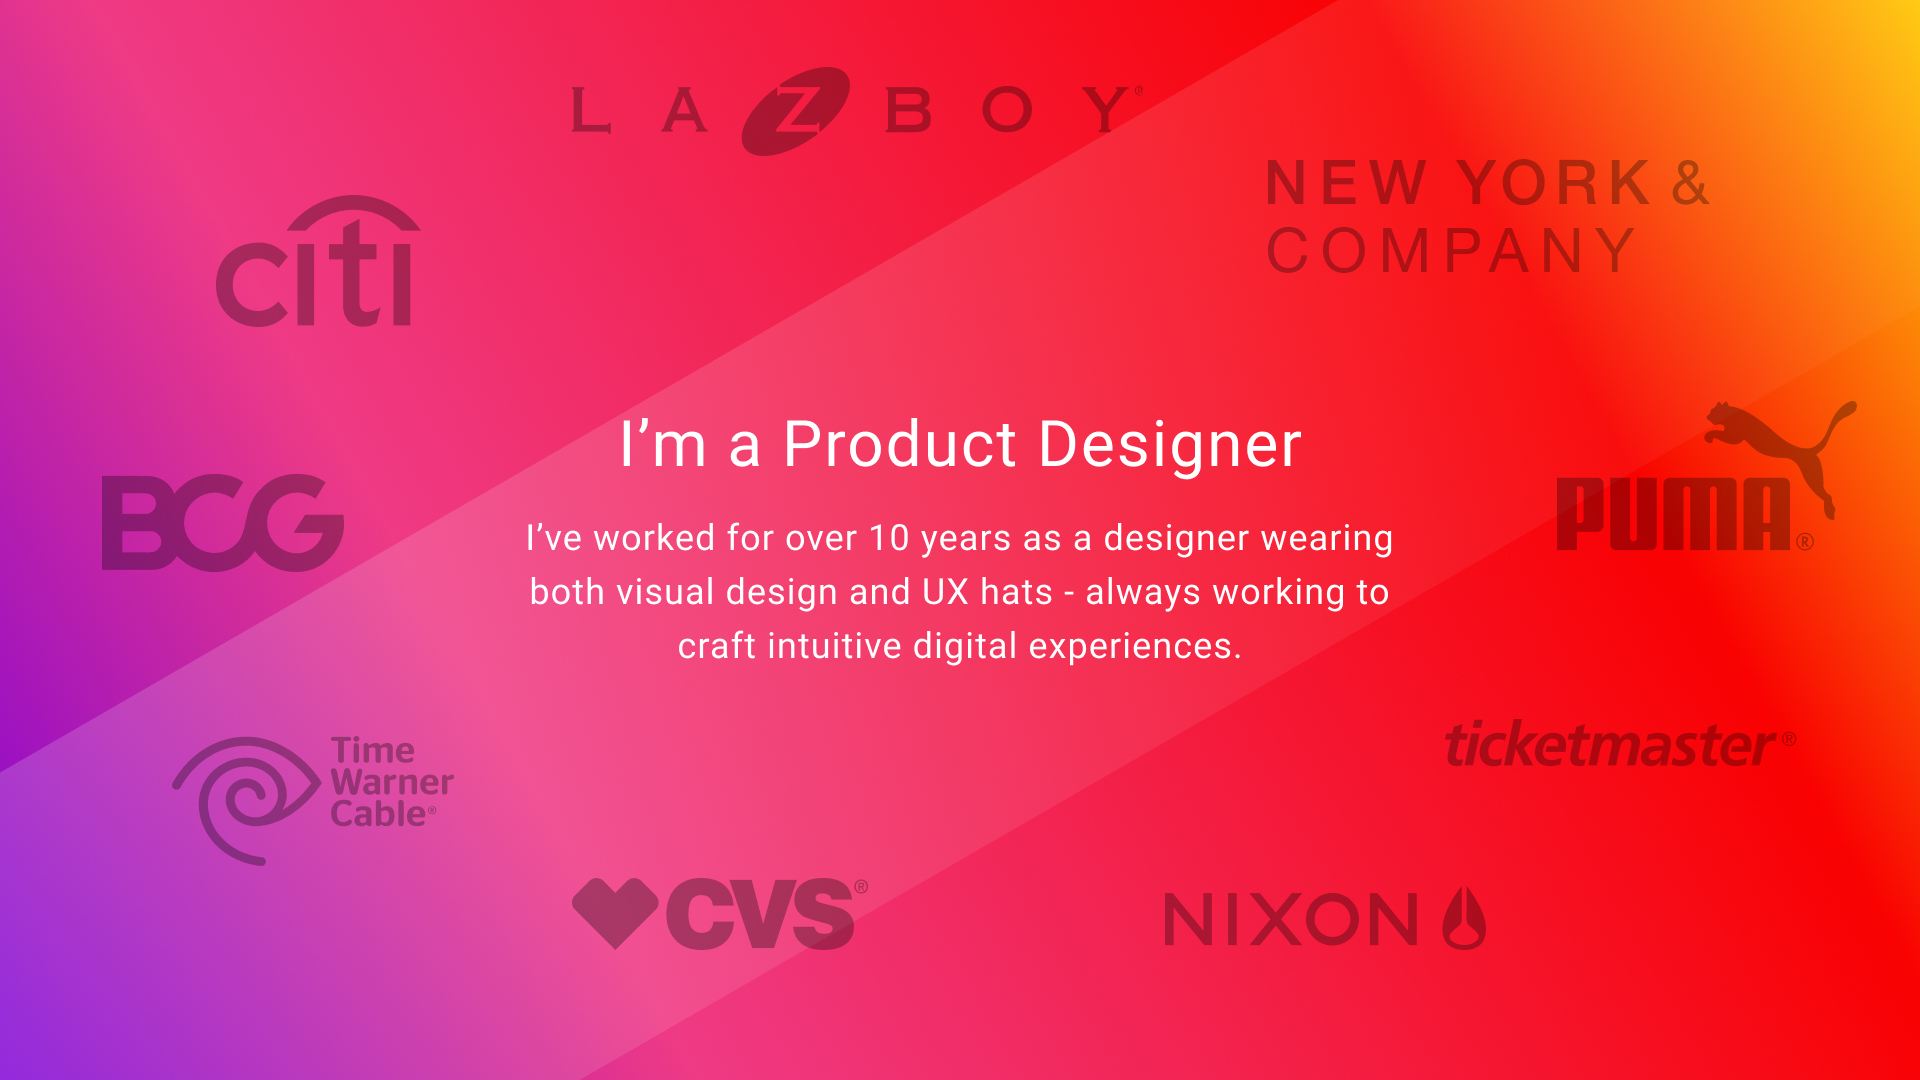 LAZBOY®
NEW YORK &
COMPANY
citi
I’m a Product Designer
PUMA®
BCG
I’ve worked for over 10 years as a designer wearing
both visual design and UX hats - always working to
craft intuitive digital experiences.
ticketmaster®
Time
Warner
Cable®
CVS®
NIXON